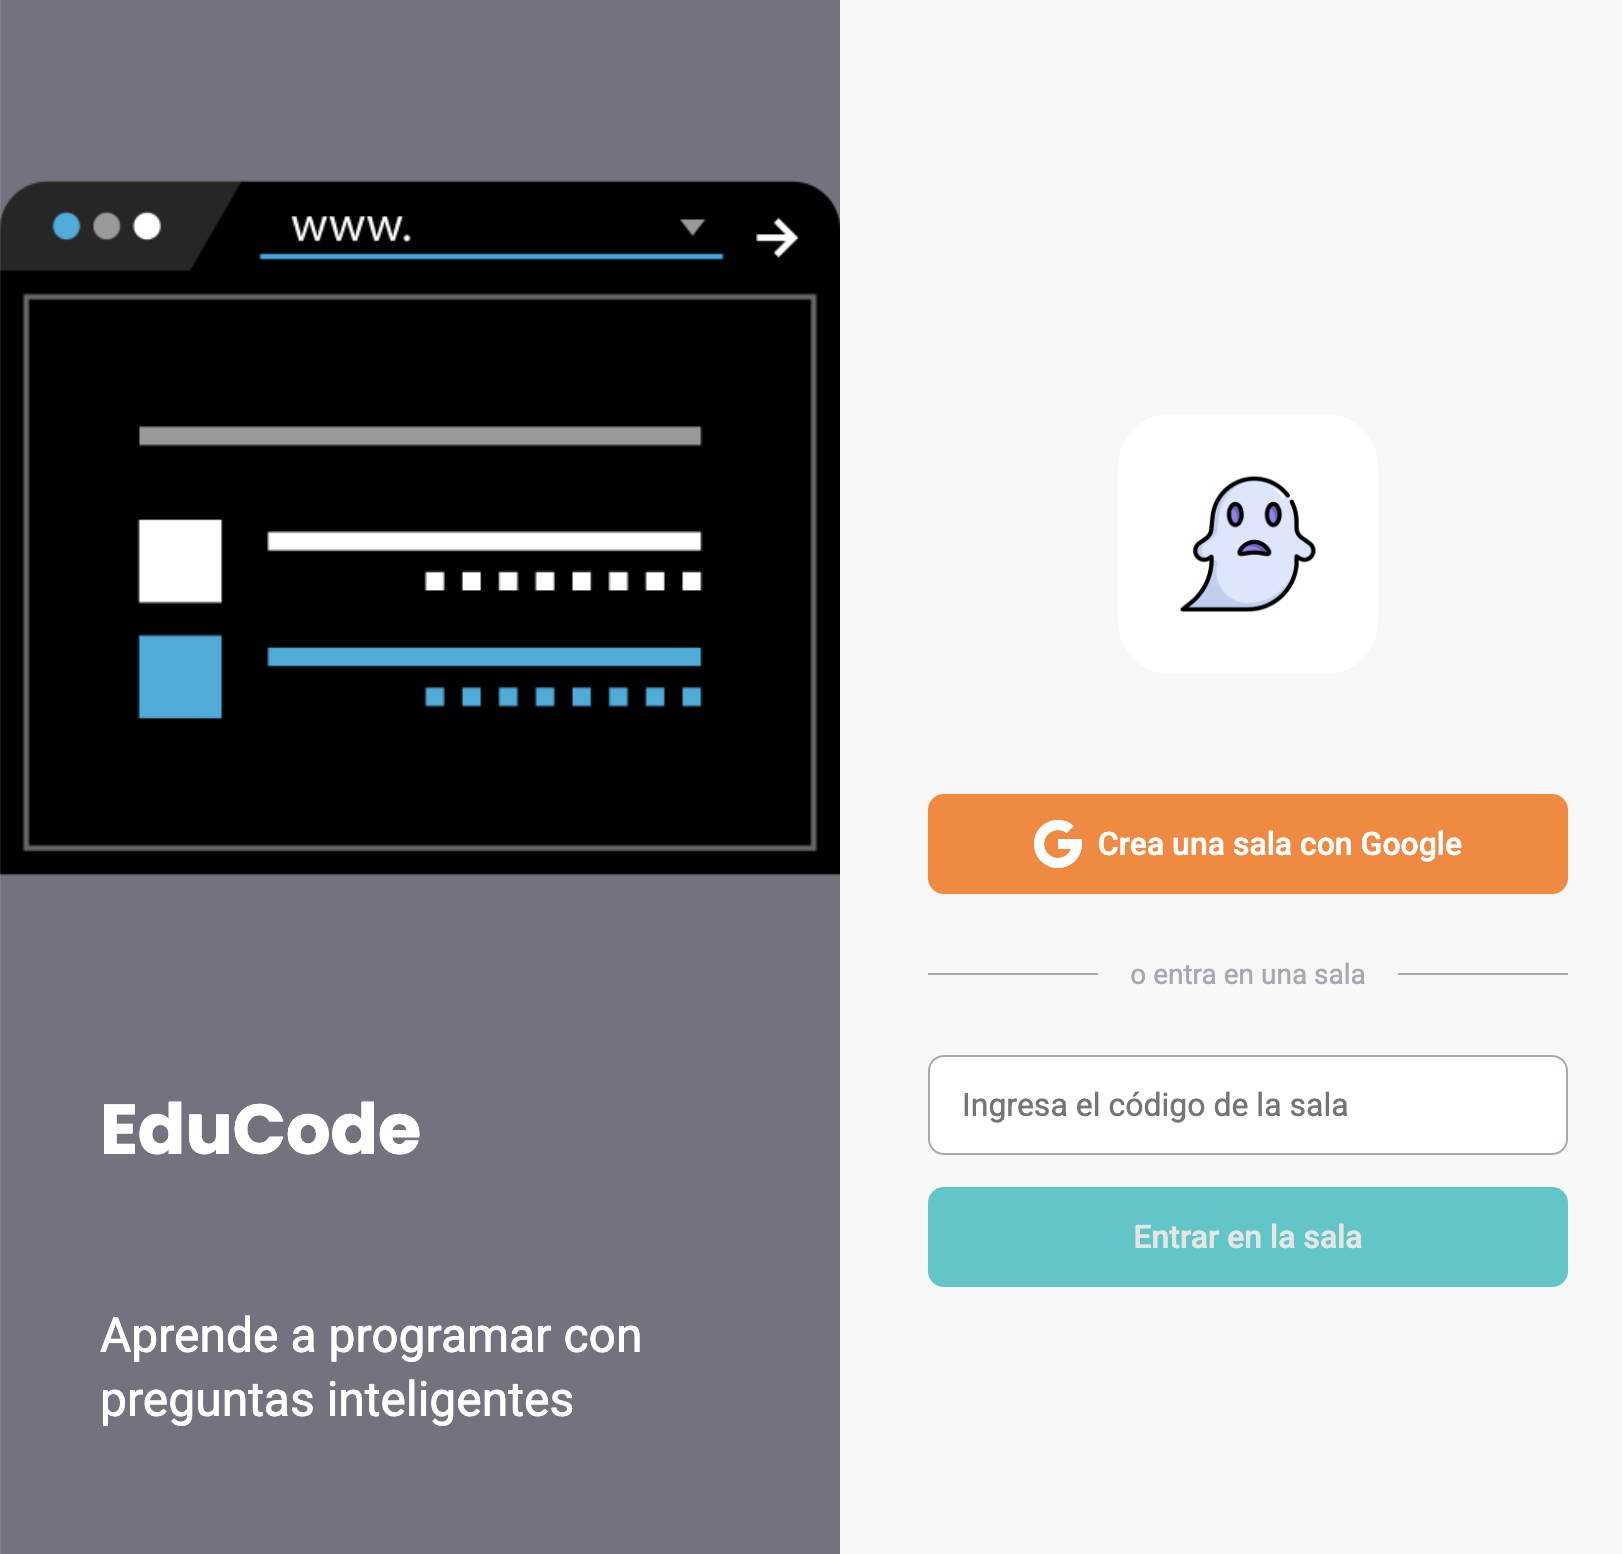 www.
EduCode
Aprende a programar con
preguntas inteligentes
Crea una sala con Google
o entra en una sala
Ingresa el código de la sala
Entrar en la sala